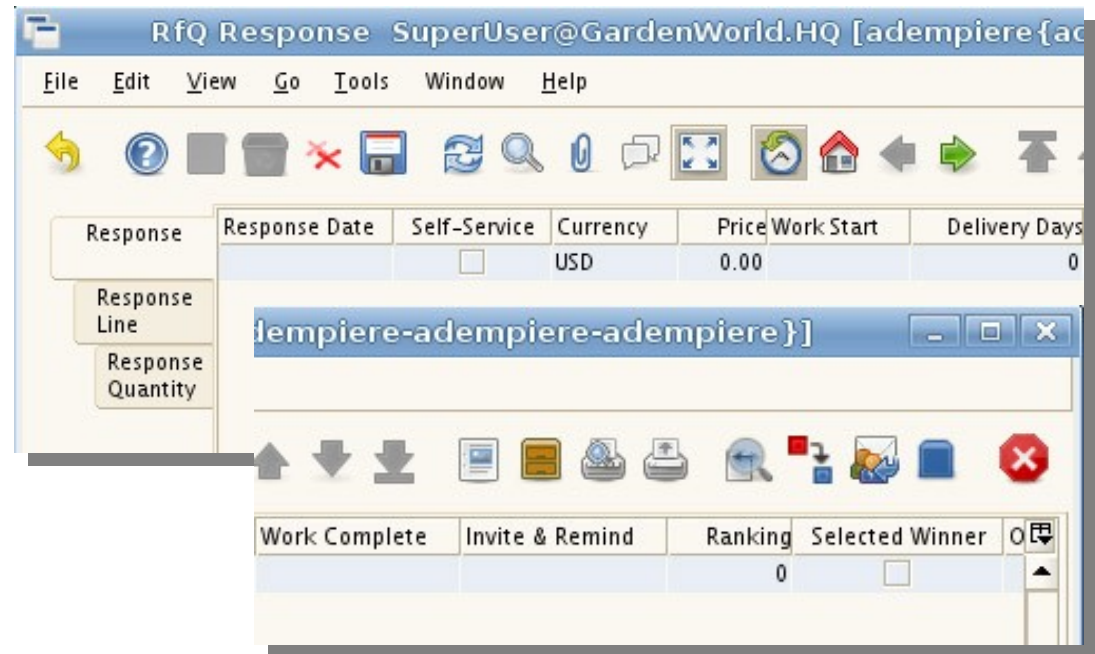 RfQ Response SuperUser@GardenWorld.HQ [adempiere{ac
File Edit View Go Tools Window Help
Response Date Self-Service Currency Price Work Start Delivery Days
Response
USD 0.00 0
Response
Line
dempiere-adempiere-adempiere}]
Response
Quantity
Work Complete Invite & Remind Ranking Selected Winner O
0